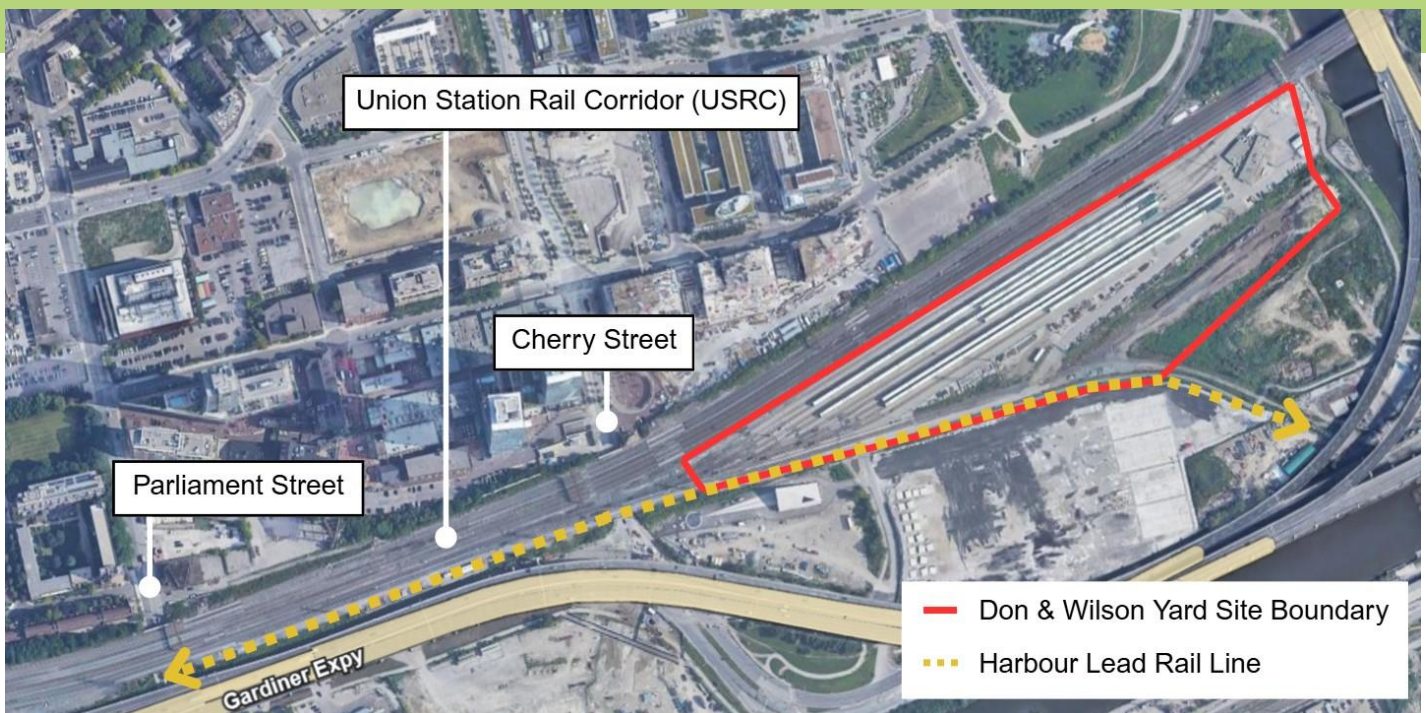 Union Station Rail Corridor (USRC)
Cherry Street
Parliament Street
Gardiner Expy
Don & Wilson Yard Site Boundary
Harbour Lead Rail Line